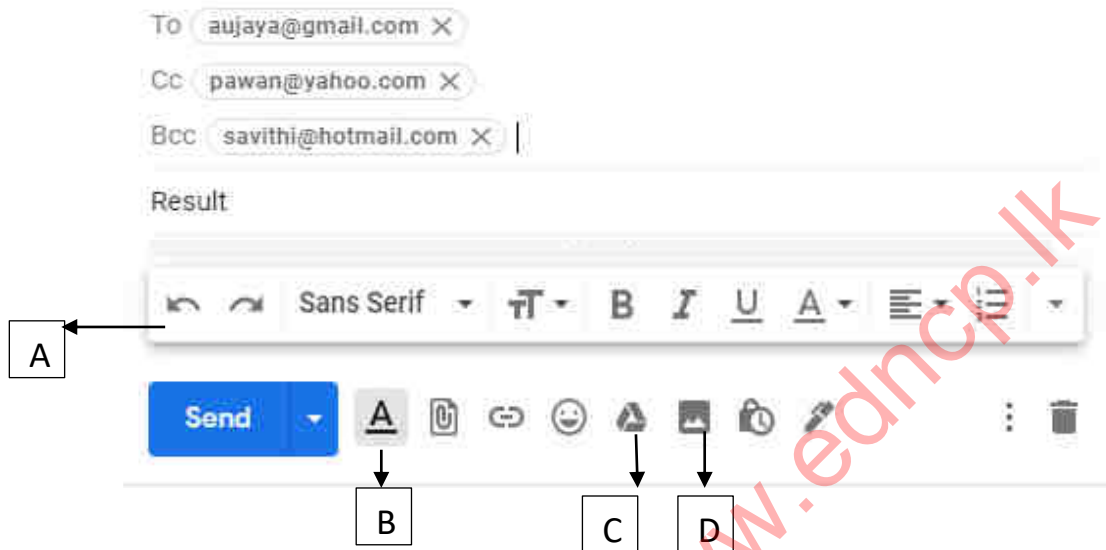 To aujaya@gmail.com ×
Cc pawan@yahoo.com ×
Bcc savithi@hotmail.com ×
Result
Sans Serif TT B I U A
A
Send A
B C D
www.edncp.lk